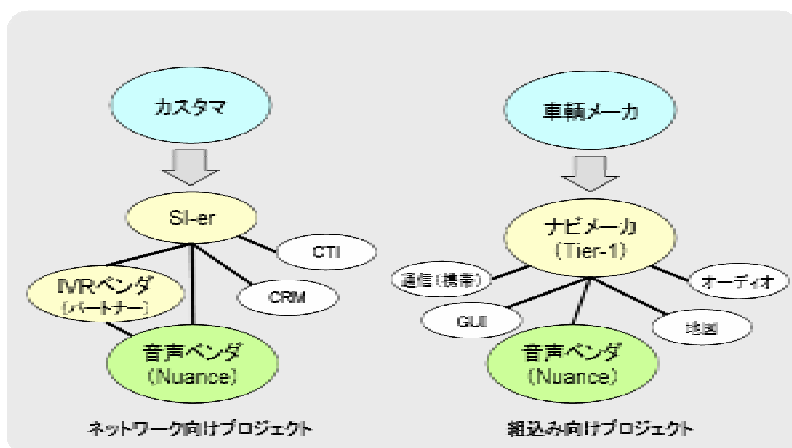 カスタマ
SI-er
CTI
IVRベンダ
(パートナー)
CRM
音声ベンダ
(Nuance)
ネットワーク向けプロジェクト
車輌メーカ
ナビメーカ
(Tier-1)
通信(携帯)
オーディオ
GUI
地図
音声ベンダ
(Nuance)
組込み向けプロジェクト